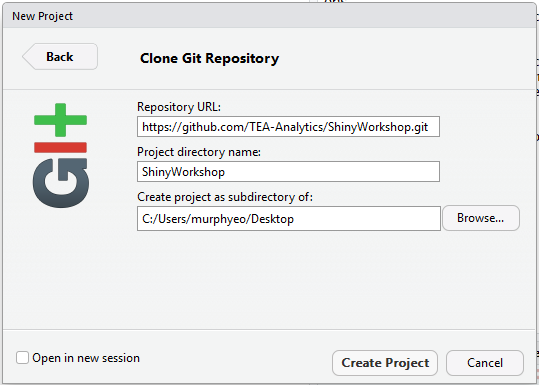 New Project
Back
Clone Git Repository
GIt
Repository URL:
https://github.com/TEA-Analytics/ShinyWorkshop.git
Project directory name:
ShinyWorkshop
Create project as subdirectory of:
C:/Users/murphyeo/Desktop
Browse...
Open in new session
Create Project
Cancel